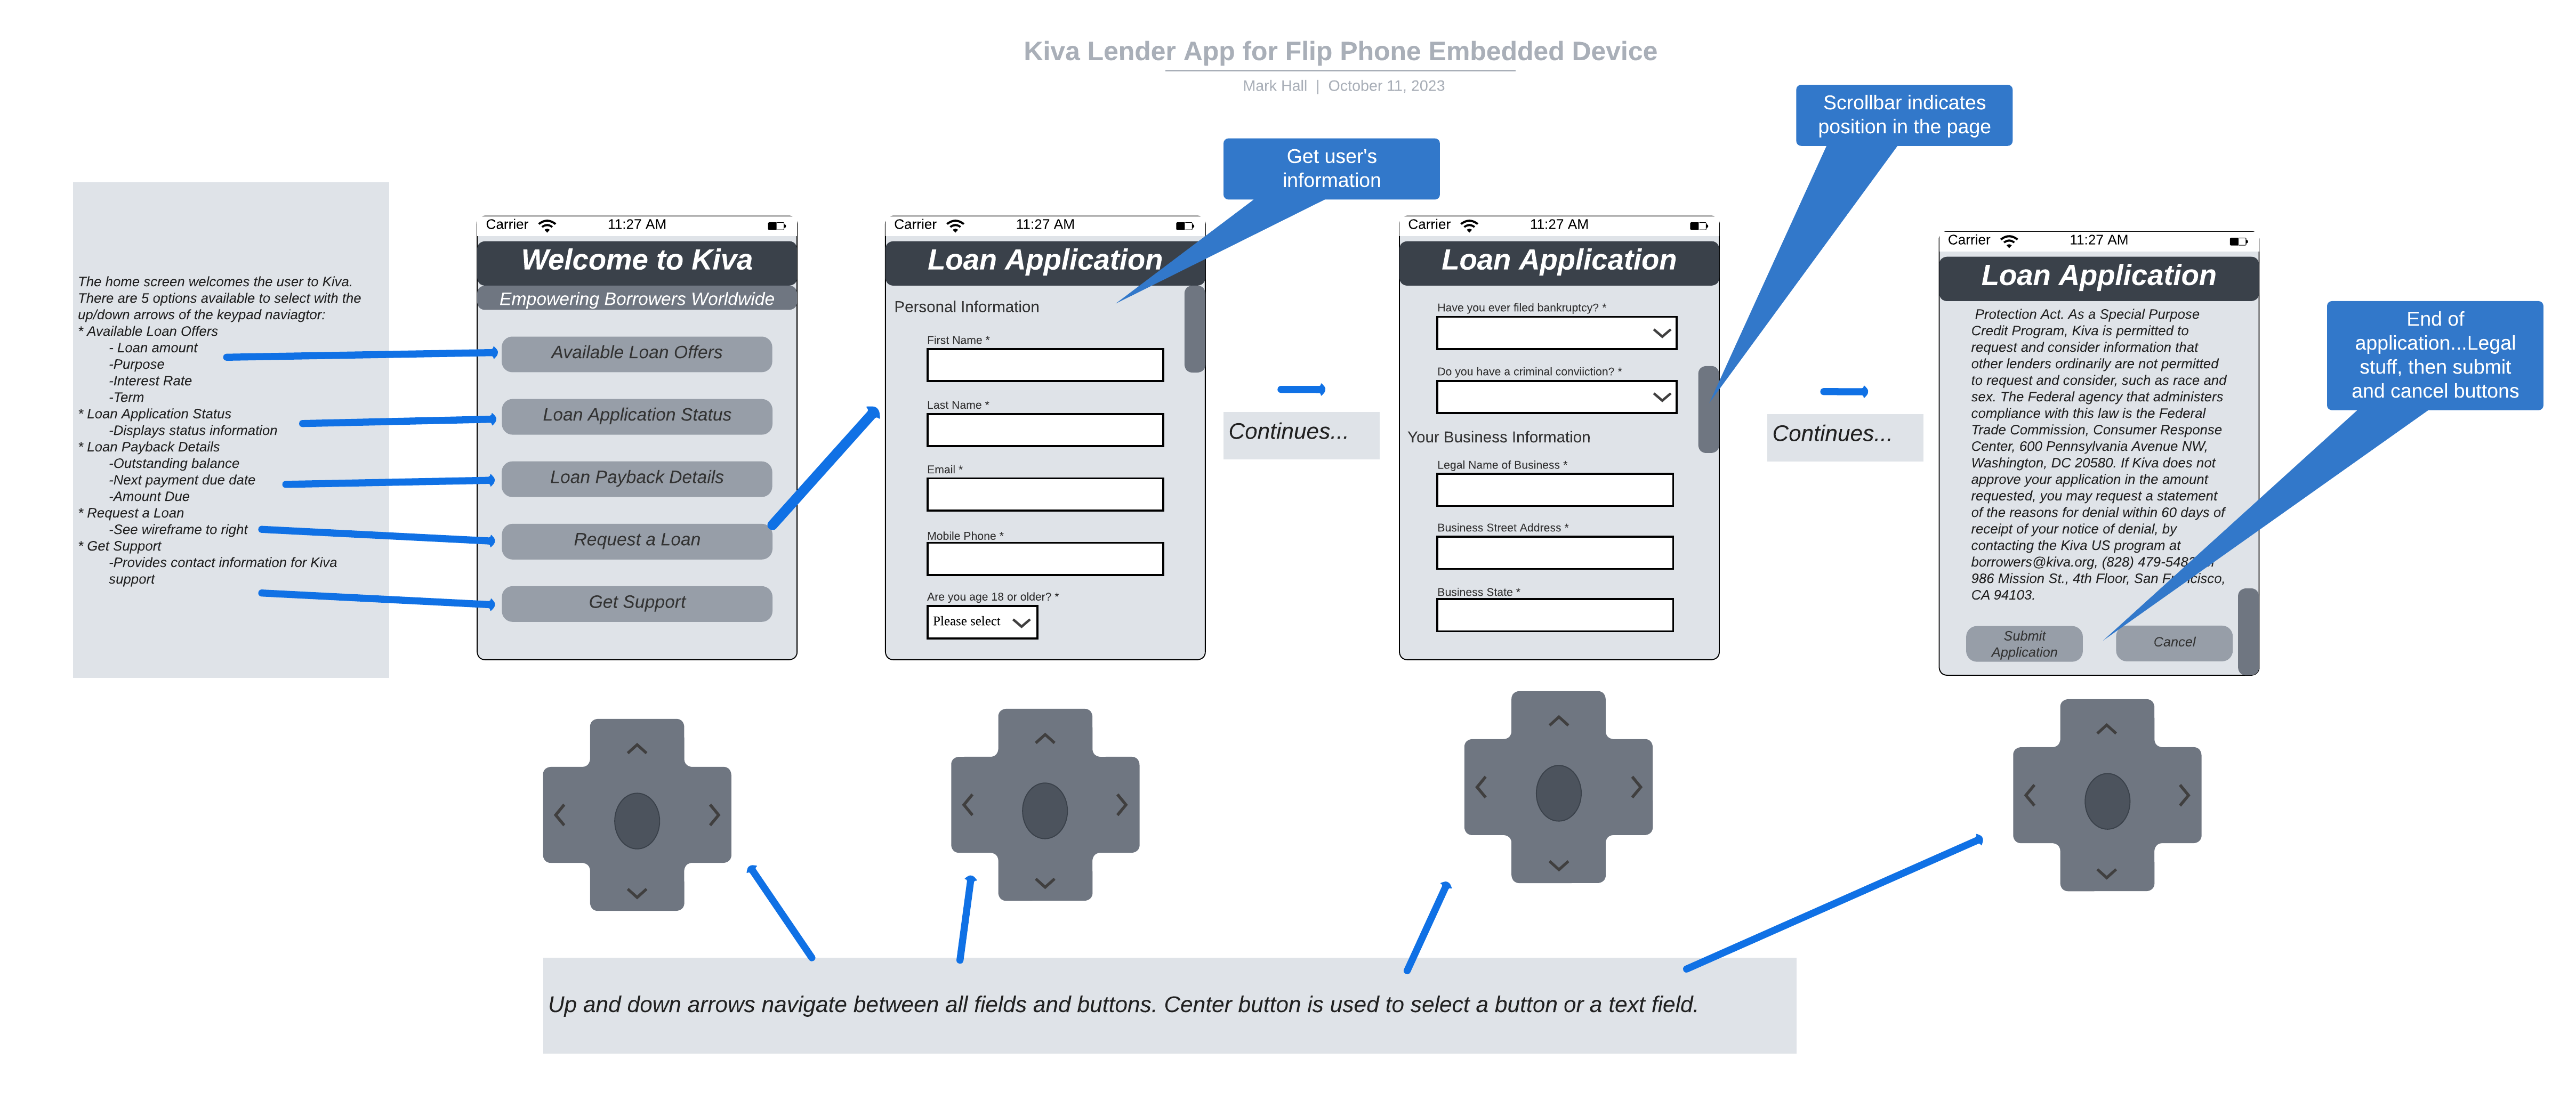 Kiva Lender App for Flip Phone Embedded Device
Mark Hall | October 11, 2023
Scrollbar indicates
position in the page
Get user's
information
The home screen welcomes the user to Kiva.
There are 5 options available to select with the
up/down arrows of the keypad naviagtor:
* Available Loan Offers
- Loan amount
-Purpose
-Interest Rate
-Term
* Loan Application Status
-Displays status information
* Loan Payback Details
-Outstanding balance
-Next payment due date
-Amount Due
* Request a Loan
-See wireframe to right
* Get Support
-Provides contact information for Kiva
support
Carrier 11:27 AM
Welcome to Kiva
Empowering Borrowers Worldwide
Available Loan Offers
Loan Application Status
Loan Payback Details
Request a Loan
Get Support
Carrier 11:27 AM
Loan Application
Personal Information
First Name *
Last Name *
Email *
Mobile Phone *
Are you age 18 or older? *
Please select
Continues...
Carrier 11:27 AM
Loan Application
Have you ever filed bankruptcy? *
Do you have a criminal conviiction? *
Your Business Information
Legal Name of Business *
Business Street Address *
Business State *
Continues...
Carrier 11:27 AM
Loan Application
Protection Act. As a Special Purpose
Credit Program, Kiva is permitted to
request and consider information that
other lenders ordinarily are not permitted
to request and consider, such as race and
sex. The Federal agency that administers
compliance with this law is the Federal
Trade Commission, Consumer Response
Center, 600 Pennsylvania Avenue NW,
Washington, DC 20580. If Kiva does not
approve your application in the amount
requested, you may request a statement
of the reasons for denial within 60 days of
receipt of your notice of denial, by
contacting the Kiva US program at
borrowers@kiva.org, (828)
986 Mission St., 4th Floor, San Francisco,
CA 94103.
Submit
Application
Cancel
End of
application...Legal
stuff, then submit
and cancel buttons
Up and down arrows navigate between all fields and buttons. Center button is used to select a button or a text field.